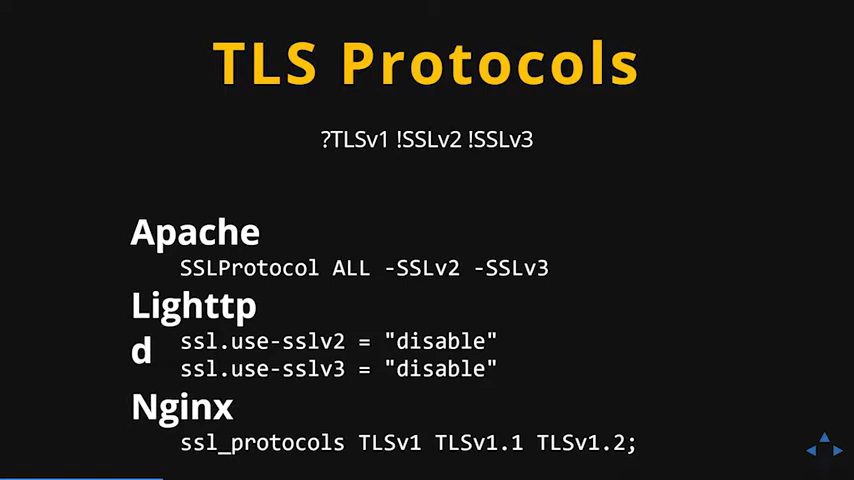 TLS Protocols
?TLSv1 !SSLv2 !SSLv3
Apache
SSLProtocol ALL -SSLv2 -SSLv3
Lighttp
d
ssl.use-sslv2 = "disable"
ssl.use-sslv3 = "disable"
Nginx
ssl_protocols TLSv1 TLSv1.1 TLSv1.2;